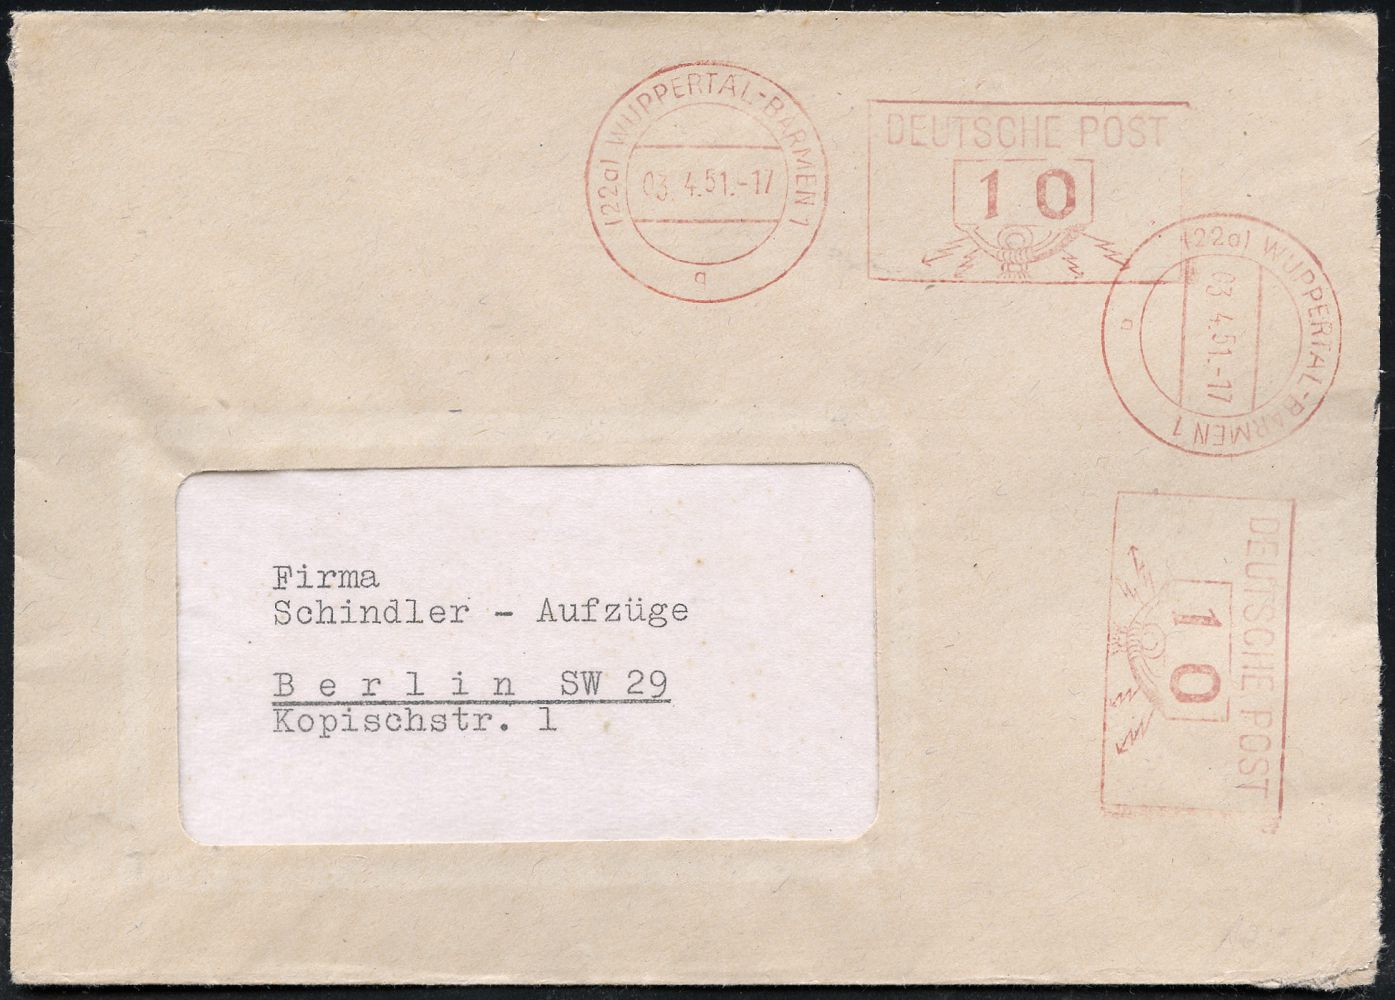 (22a) WUPPERTAL-BARMEN 1
03.4.51.-17
a
DEUTSCHE POST
10
(22a) WUPPERTAL-BARMEN 1
03 4.51.-17
DEUTSCHE POST
10
Firma
Schindler - Aufzüge
Berlin SW 29
Kopischstr. 1